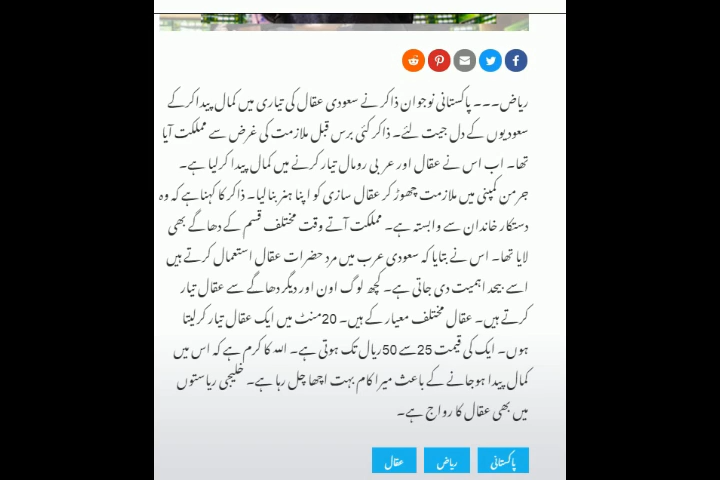 ریاض۔۔۔ پاکستانی نوجوان ذاکر نے سعودی عقال کی تیاری میں کمال پیدا کر کے
سعودیوں کے دل جیت لئے۔ ذاکر کئی برس قبل ملازمت کی غرض سے مملکت آیا
تھا۔ اب اس نے عقال اور عربی رومال تیار کرنے میں کمال پیدا کرلیا ہے۔
جرمن کمپنی میں ملازمت چھوڑ کر عقال سازی کو اپنا ہنر بنالیا۔ ذاکر کا کہنا ہے کہ وہ
دستکار خاندان سے وابستہ ہے۔ مملکت آتے وقت مختلف قسم کے دھاگے بھی
لایا تھا۔ اس نے بتایا کہ سعودی عرب میں مرد حضرات عقال استعمال کرتے ہیں
اسے بیحد اہمیت دی جاتی ہے۔ کچھ لوگ اون اور دیگر دھاگے سے عقال تیار
کرتے ہیں۔ عقال مختلف معیار کے ہیں۔ 20منٹ میں ایک عقال تیار کرلیتا
ہوں۔ ایک کی قیمت 25سے 50ریال تک ہوتی ہے۔ اللہ کا کرم ہے کہ اس میں
کمال پیدا ہوجانے کے باعث میرا کام بہت اچھا چل رہا ہے۔ خلیجی ریاستوں
میں بھی عقال کا رواج ہے۔
پاکستانی ریاض عقال